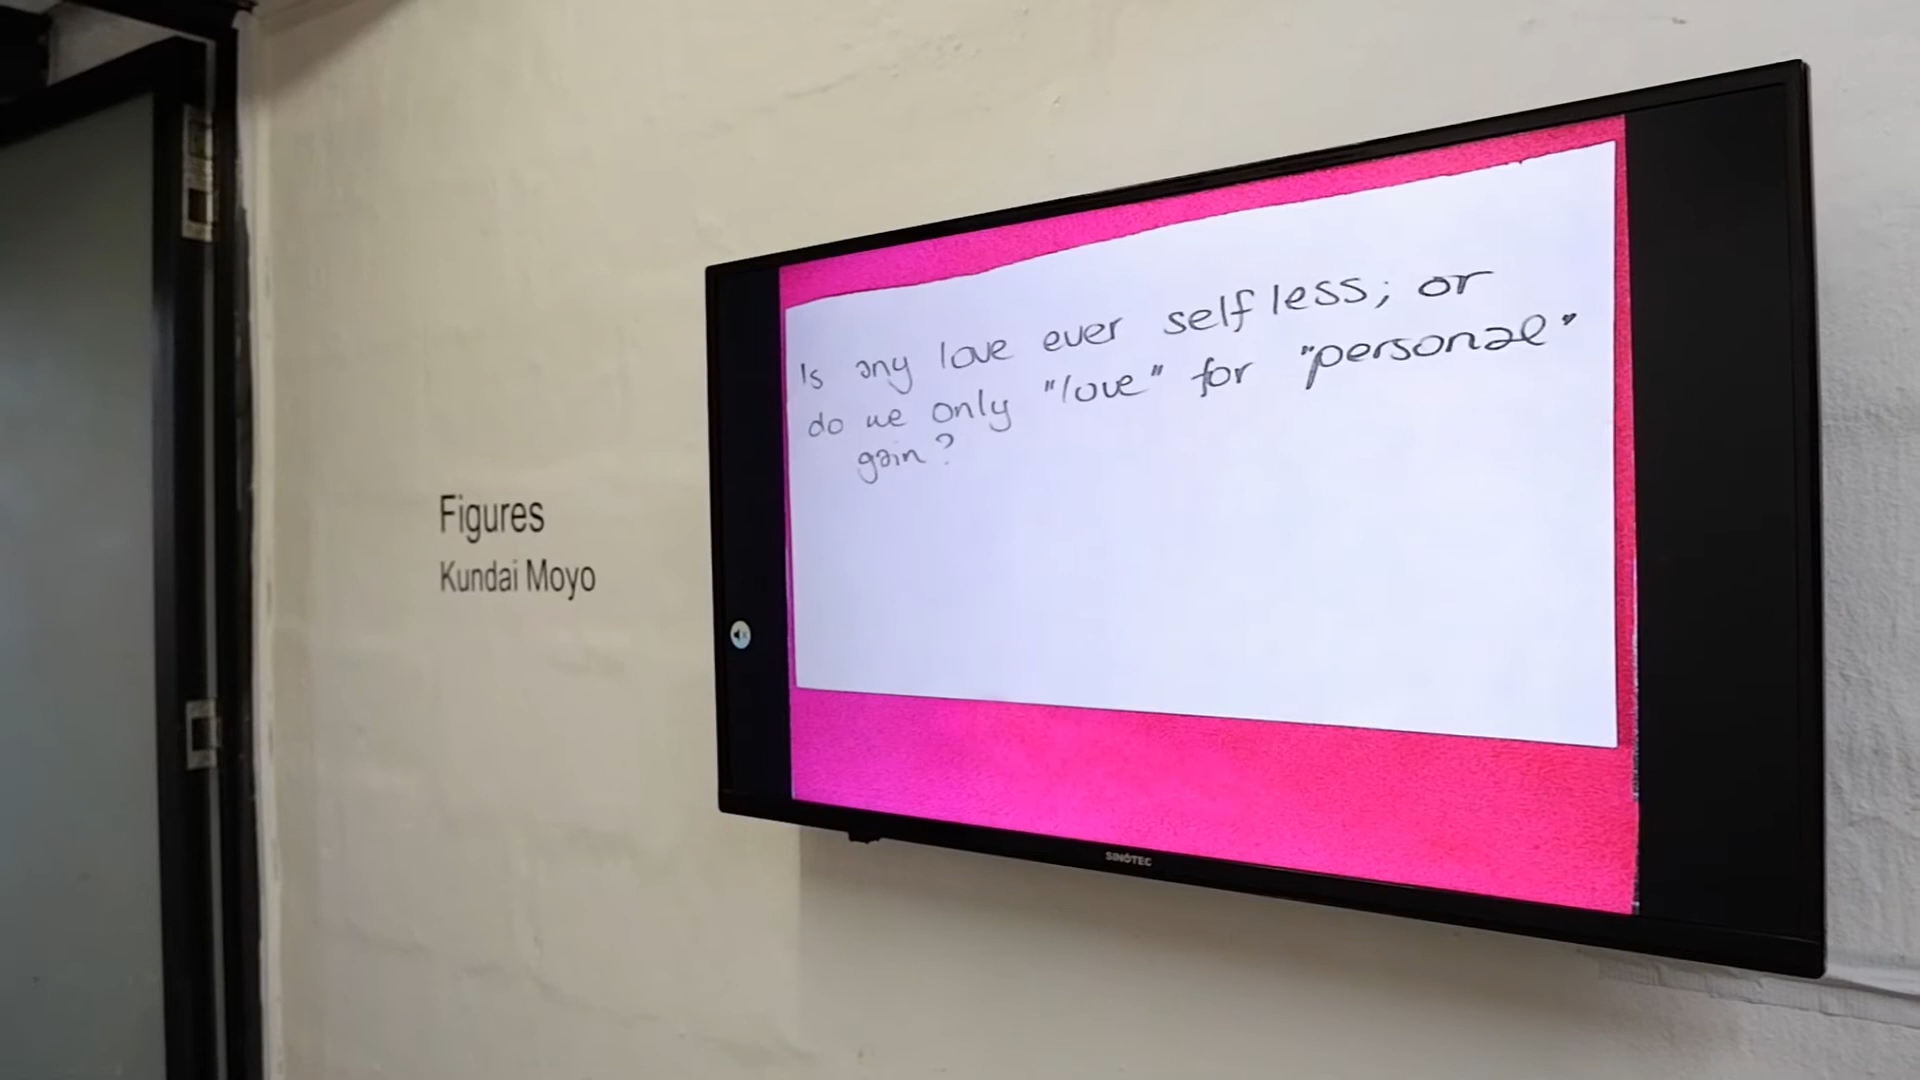 Figures
Kundai Moyo
Is any love ever selfless; or
do we only "love" for "personal"
gain?
SINOTEC